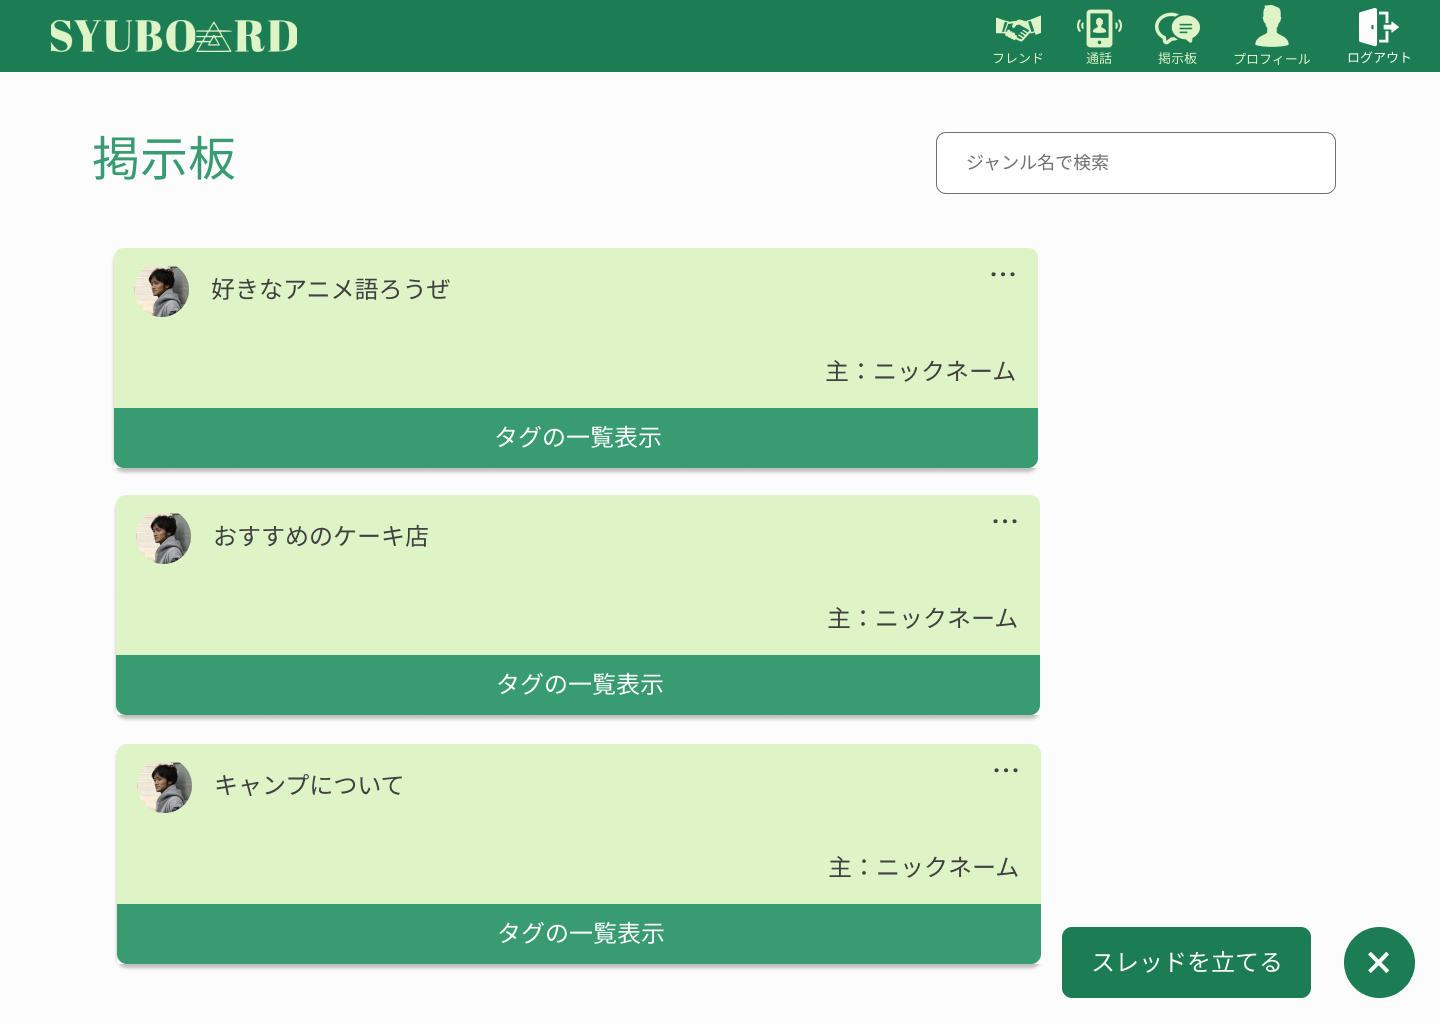 SYUBOARD
フレンド
通話
掲示板
プロフィール
ログアウト
掲示板
ジャンル名で検索
好きなアニメ語ろうぜ
...
主：ニックネーム
タグの一覧表示
おすすめのケーキ店
...
主：ニックネーム
タグの一覧表示
キャンプについて
...
主：ニックネーム
タグの一覧表示
スレッドを立てる
×